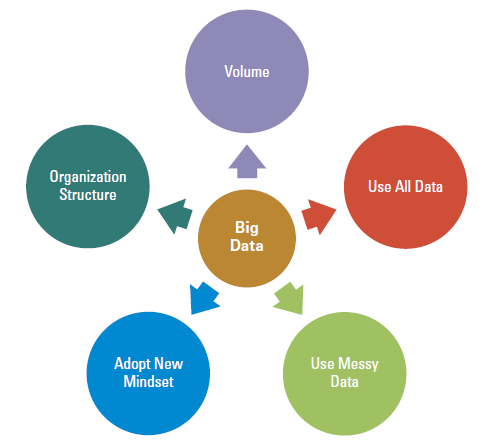 Volume
Organization
Structure
Use All Data
Big
Data
Adopt New
Mindset
Use Messy
Data